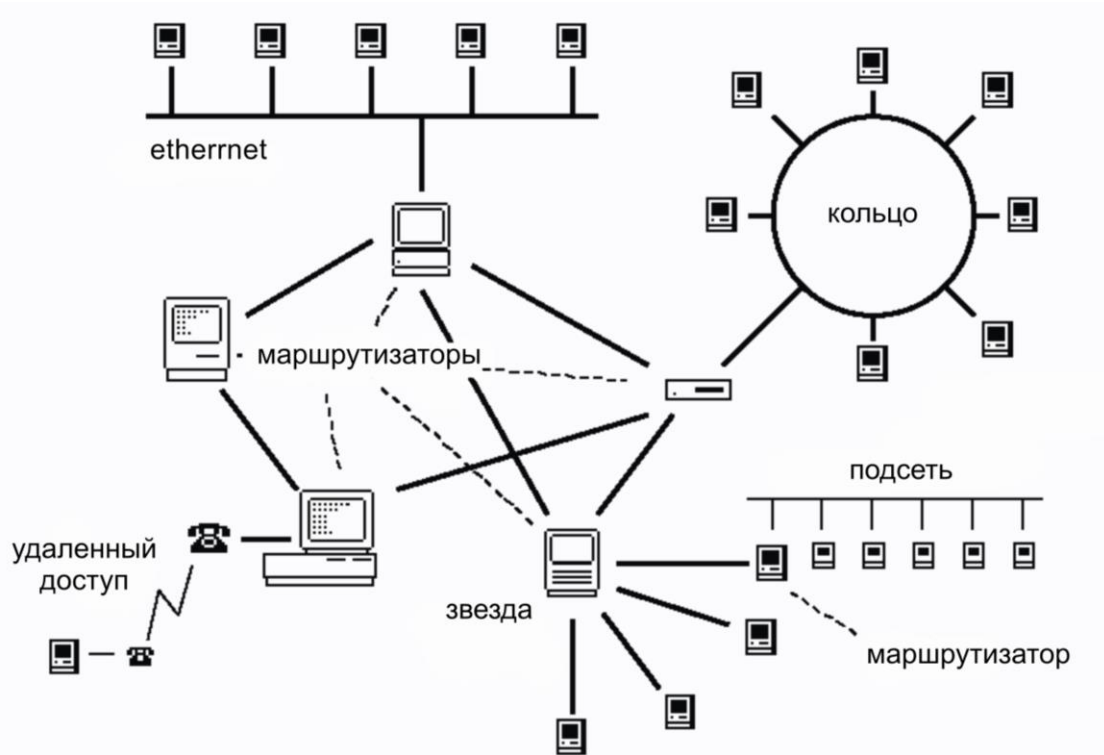 etherrnet
кольцо
маршрутизаторы
подсеть
удаленный
доступ
звезда
маршрутизатор